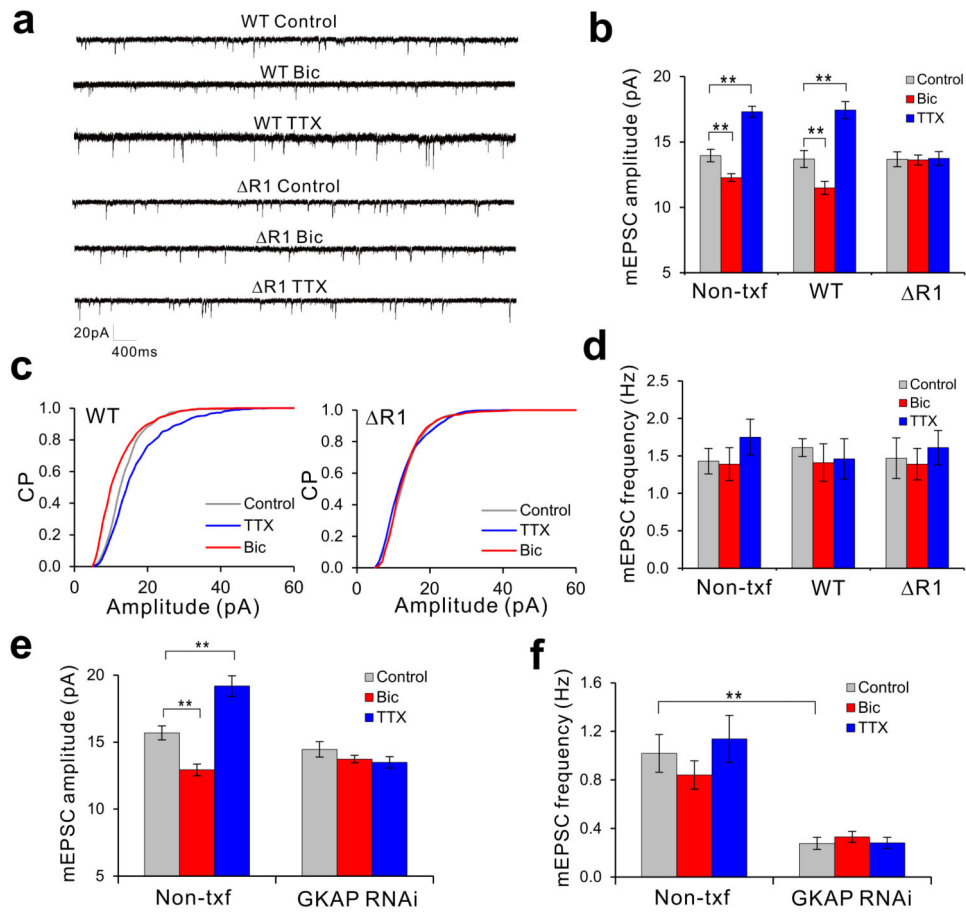 a
WT Control
WT Bic
WT TTX
ΔR1 Control
ΔR1 Bic
ΔR1 TTX
20pA
400ms
b
mEPSC amplitude (pA)
20
15
10
5
**
**
**
**
Control
Bic
TTX
Non-txf
WT
ΔR1
c
WT
CP
1.0
0.8
0.6
0.4
0.2
0.0
Control
TTX
Bic
0
20
40
60
Amplitude (pA)
ΔR1
CP
1.0
0.8
0.6
0.4
0.2
0.0
Control
TTX
Bic
0
20
40
60
Amplitude (pA)
d
mEPSC frequency (Hz)
2.5
2.0
1.5
1.0
0.5
0.0
Control
Bic
TTX
Non-txf
WT
ΔR1
e
mEPSC amplitude (pA)
20
15
10
5
**
**
Control
Bic
TTX
Non-txf
GKAP RNAi
f
mEPSC frequency (Hz)
1.6
1.2
0.8
0.4
0.0
**
Control
Bic
TTX
Non-txf
GKAP RNAi